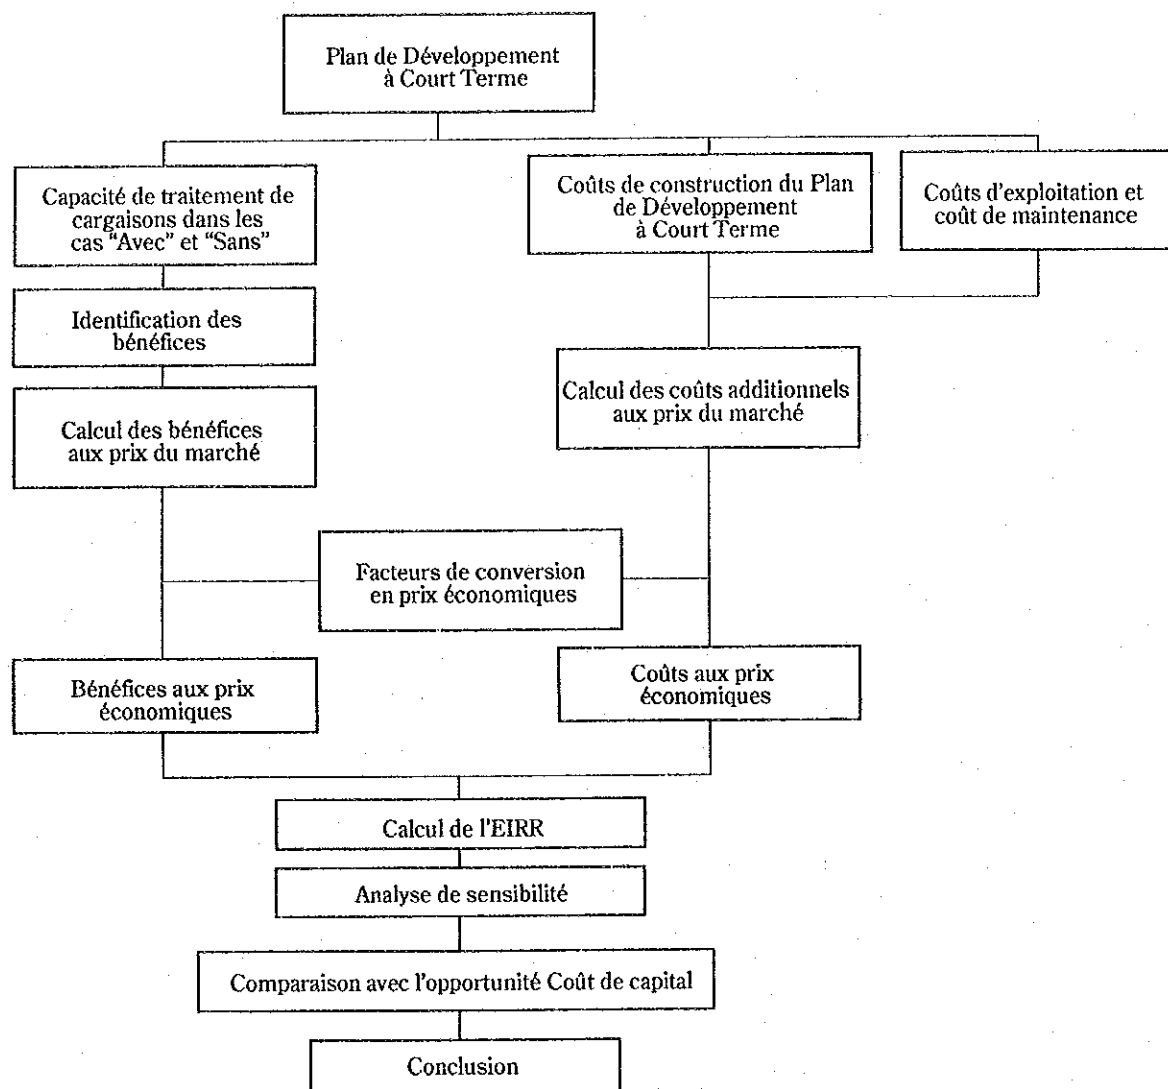 Plan de Développement
à Court Terme
Capacité de traitement de
cargaisons dans les
cas "Avec" et "Sans"
Coûts de construction du Plan
de Développement
à Court Terme
Coûts d'exploitation et
coût de maintenance
Identification des
bénéfices
Calcul des bénéfices
aux prix du marché
Calcul des coûts additionnels
aux prix du marché
Facteurs de conversion
en prix économiques
Bénéfices aux prix
économiques
Coûts aux prix
économiques
Calcul de l'EIRR
Analyse de sensibilité
Comparaison avec l'opportunité Coût de capital
Conclusion